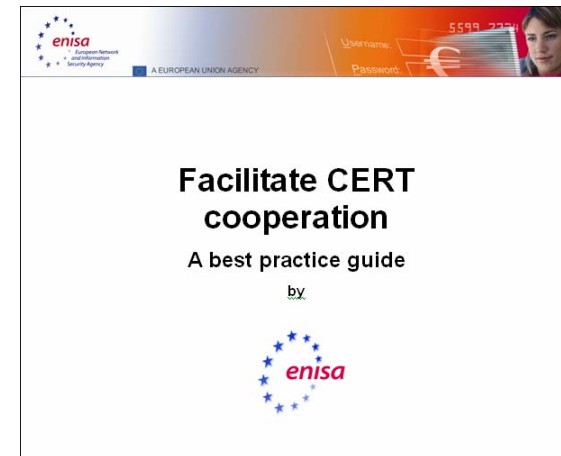 enisa
European Network
and Information
Security Agency
A EUROPEAN UNION AGENCY
Username:
Password:
€
Facilitate CERT
cooperation
A best practice guide
by
enisa